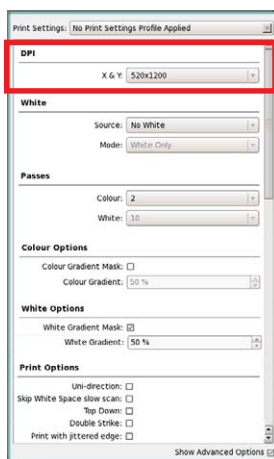 Print Settings: No Print Settings Profile Applied
DPI
X & Y: 520x1200
White
Source: No White
Mode: White Only
Passes
Colour: 2
White: 10
Colour Options
Colour Gradient Mask:
Colour Gradient: 50 %
White Options
White Gradient Mask:
White Gradient: 50 %
Print Options
Uni-direction:
Skip White Space slow scan:
Top Down:
Double Strike:
Print with jittered edge:
Show Advanced Options